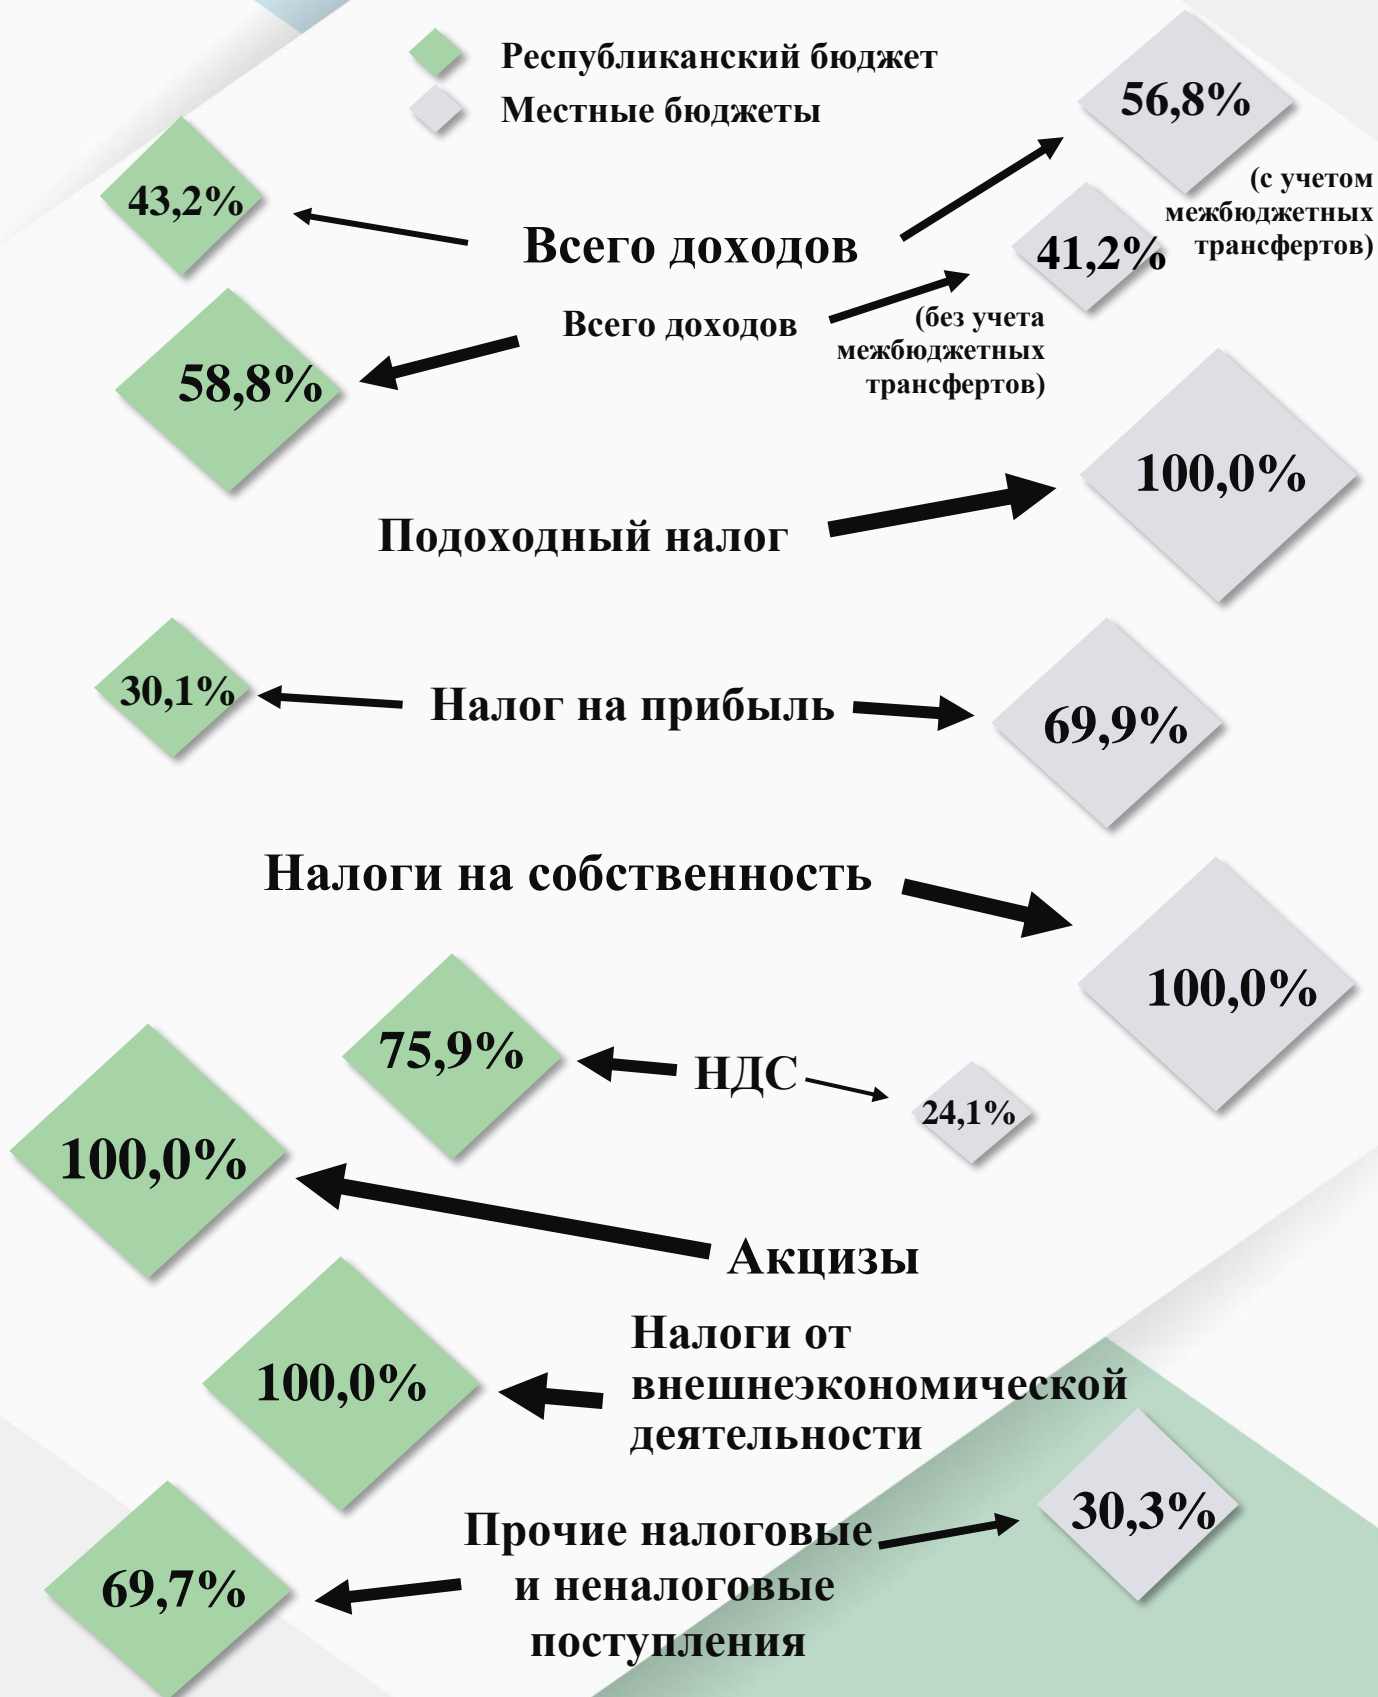 Республиканский бюджет
Местные бюджеты
56,8%
(с учетом
межбюджетных
трансфертов)
43,2%
Всего доходов
41,2%
Всего доходов
(без учета
межбюджетных
трансфертов)
58,8%
100,0%
Подоходный налог
30,1%
Налог на прибыль
69,9%
Налоги на собственность
100,0%
75,9%
НДС
24,1%
100,0%
Акцизы
100,0%
Налоги от
внешнеэкономической
деятельности
30,3%
69,7%
Прочие налоговые
и неналоговые
поступления